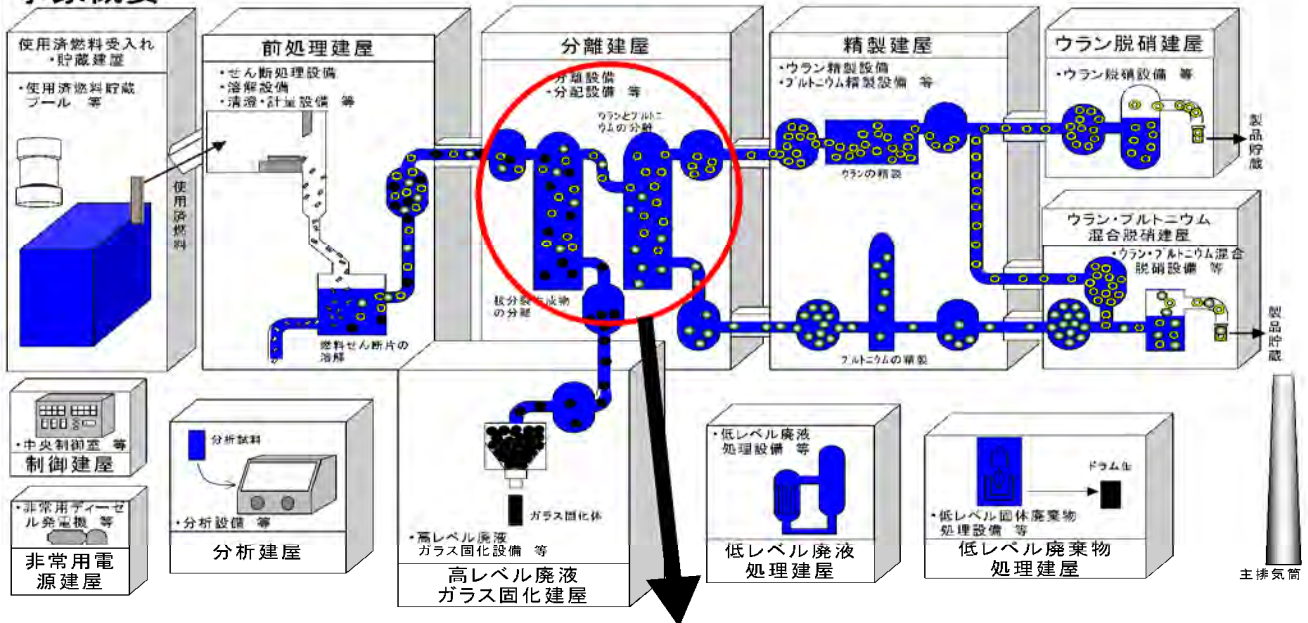 使用済燃料受入れ
・貯蔵建屋
・使用済燃料貯蔵
プール 等
使用済燃料
前処理建屋
・せん断処理設備
・溶解設備
・清澄・計量設備 等
燃料せん断片の
溶解
分離建屋
・分離設備
・分配設備 等
ウランとプルトニ
ウムの分離
核分裂生成物
の分離
精製建屋
・ウラン精製設備
・プルトニウム精製設備 等
ウランの精製
プルトニウムの精製
ウラン脱硝建屋
・ウラン脱硝設備 等
製品貯蔵
ウラン・プルトニウム
混合脱硝建屋
・ウラン・プルトニウム混合
脱硝設備 等
製品貯蔵
・中央制御室 等
制御建屋
・非常用ディーゼ
ル発電機 等
非常用電
源建屋
分析試料
・分析設備 等
分析建屋
ガラス固化体
・高レベル廃液
ガラス固化設備 等
高レベル廃液
ガラス固化建屋
・低レベル廃液
処理設備 等
低レベル廃液
処理建屋
ドラム缶
・低レベル固体廃棄物
処理設備 等
低レベル廃棄物
処理建屋
主排気筒